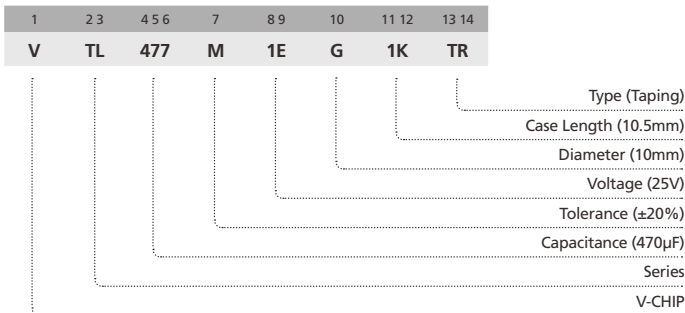 1 2 3 4 5 6 7 8 9 10 11 12 13 14
V TL 477 M 1E G 1K TR
Type (Taping)
Case Length (10.5mm)
Diameter (10mm)
Voltage (25V)
Tolerance (±20%)
Capacitance (470µF)
Series
V-CHIP